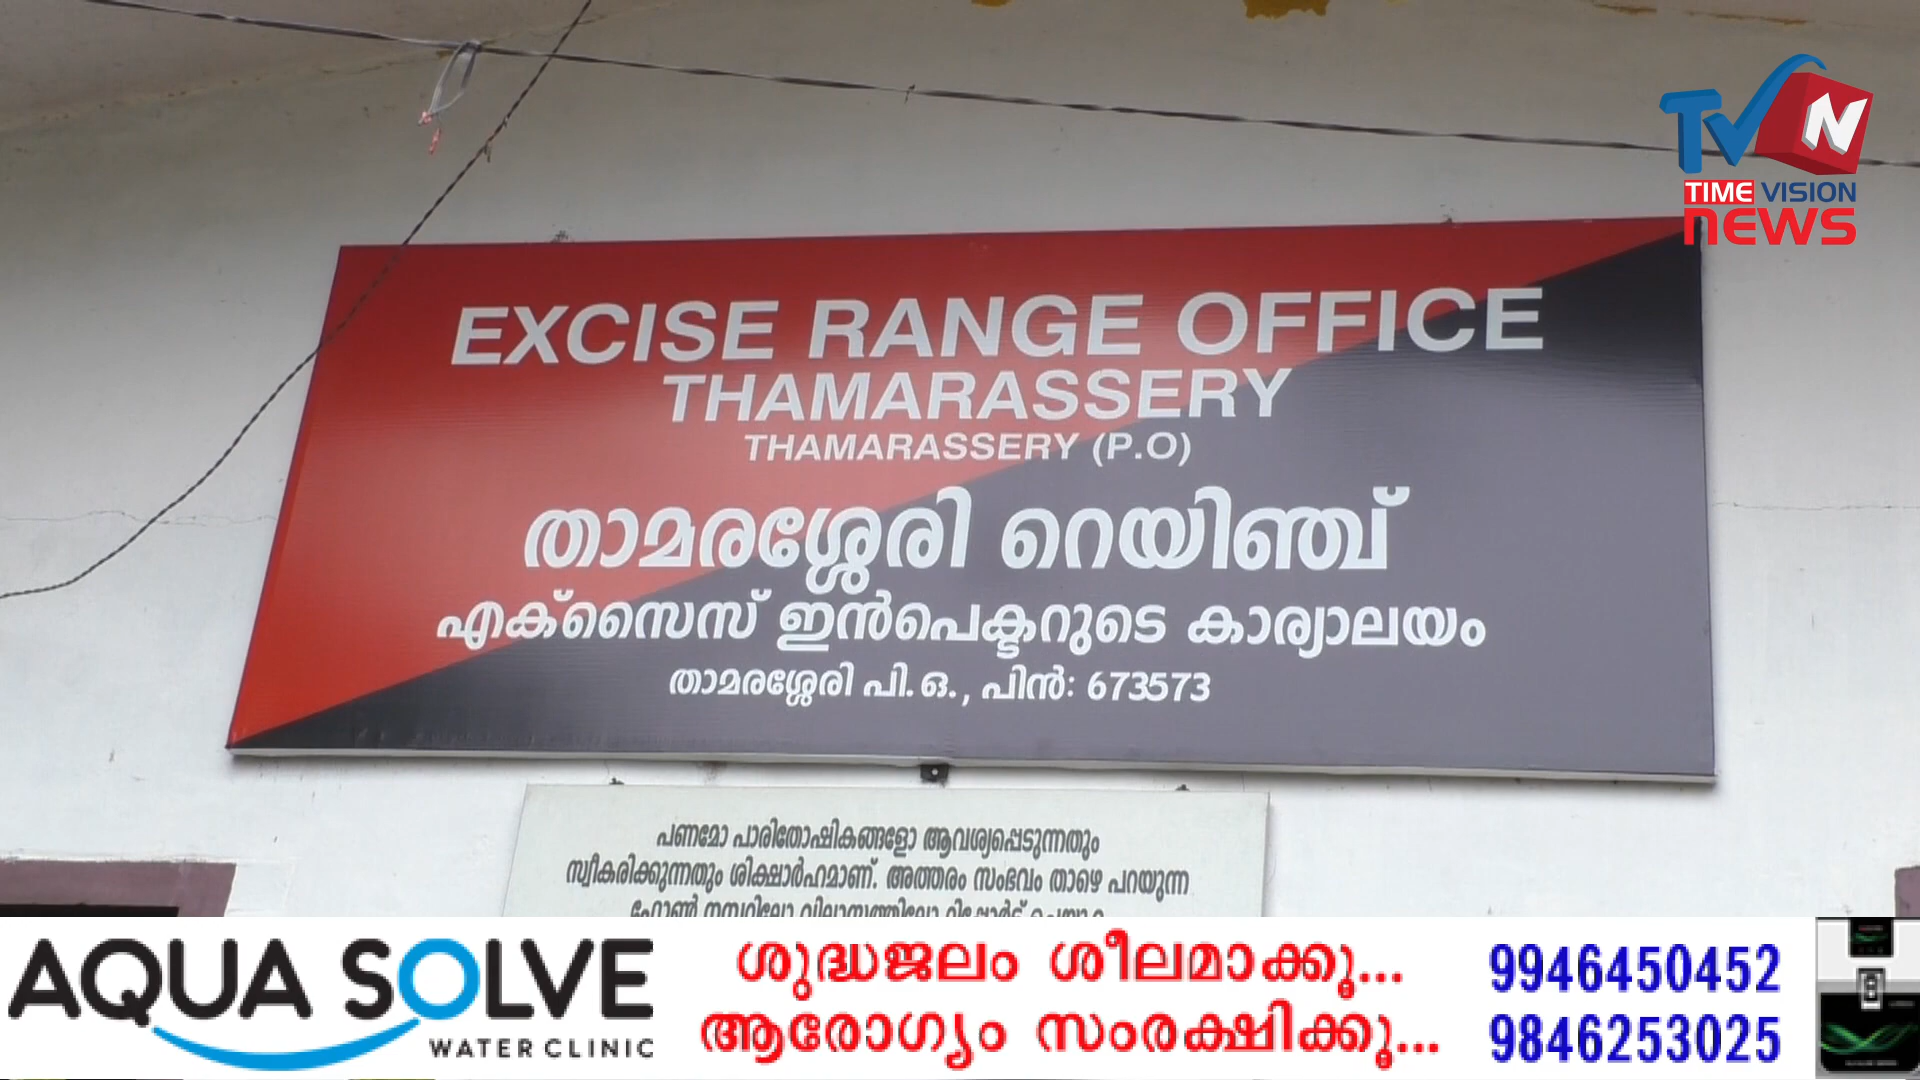 TVN
TIME VISION
NEWS
EXCISE RANGE OFFICE
THAMARASSERY
THAMARASSERY (P.O)
താമരശ്ശേരി റെയിഞ്ച്
എക്സൈസ് ഇൻപെക്ടറുടെ കാര്യാലയം
താമരശ്ശേരി പി.ഒ., പിൻ: 673573
പണമോ പാരിതോഷികങ്ങളോ ആവശ്യപ്പെടുന്നതും
സ്വീകരിക്കുന്നതും ശിക്ഷാർഹമാണ്. അത്തരം സംഭവം താഴെ പറയുന്ന
AQUA SOLVE
WATER CLINIC
ശുദ്ധജലം ശീലമാക്കൂ...
ആരോഗ്യം സംരക്ഷിക്കൂ...
9946450452
9846253025